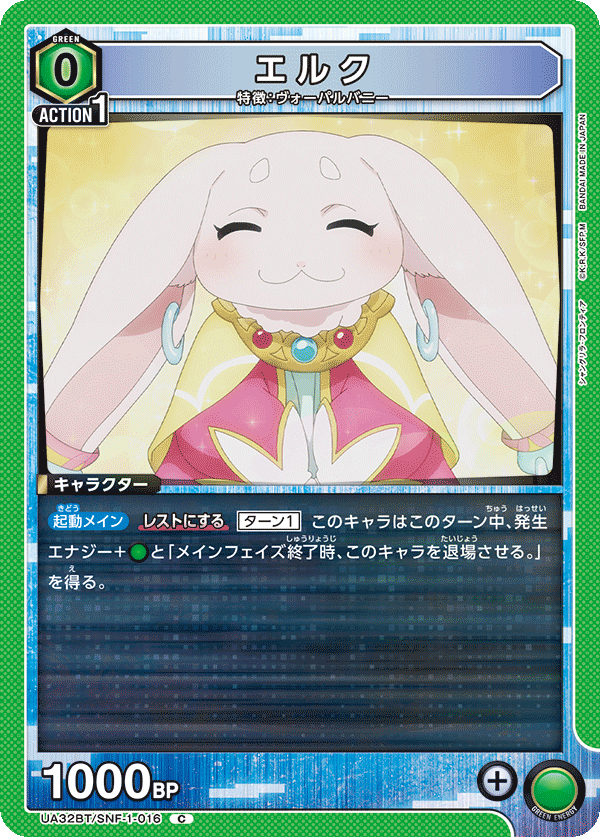 GREEN
0
ACTION 1
エルク
特徴:ヴォーパルバニー
©K.R.K/SFP.M BANDAI MADE IN JAPAN
シャングリラ・フロンティア
キャラクター
起動メイン レストにする ターン1 このキャラはこのターン中、発生
エナジー+と「メインフェイズ終了時、このキャラを退場させる。」
を得る。
1000BP
+
GREEN ENERGY
UA32BT/SNF-1-016 C